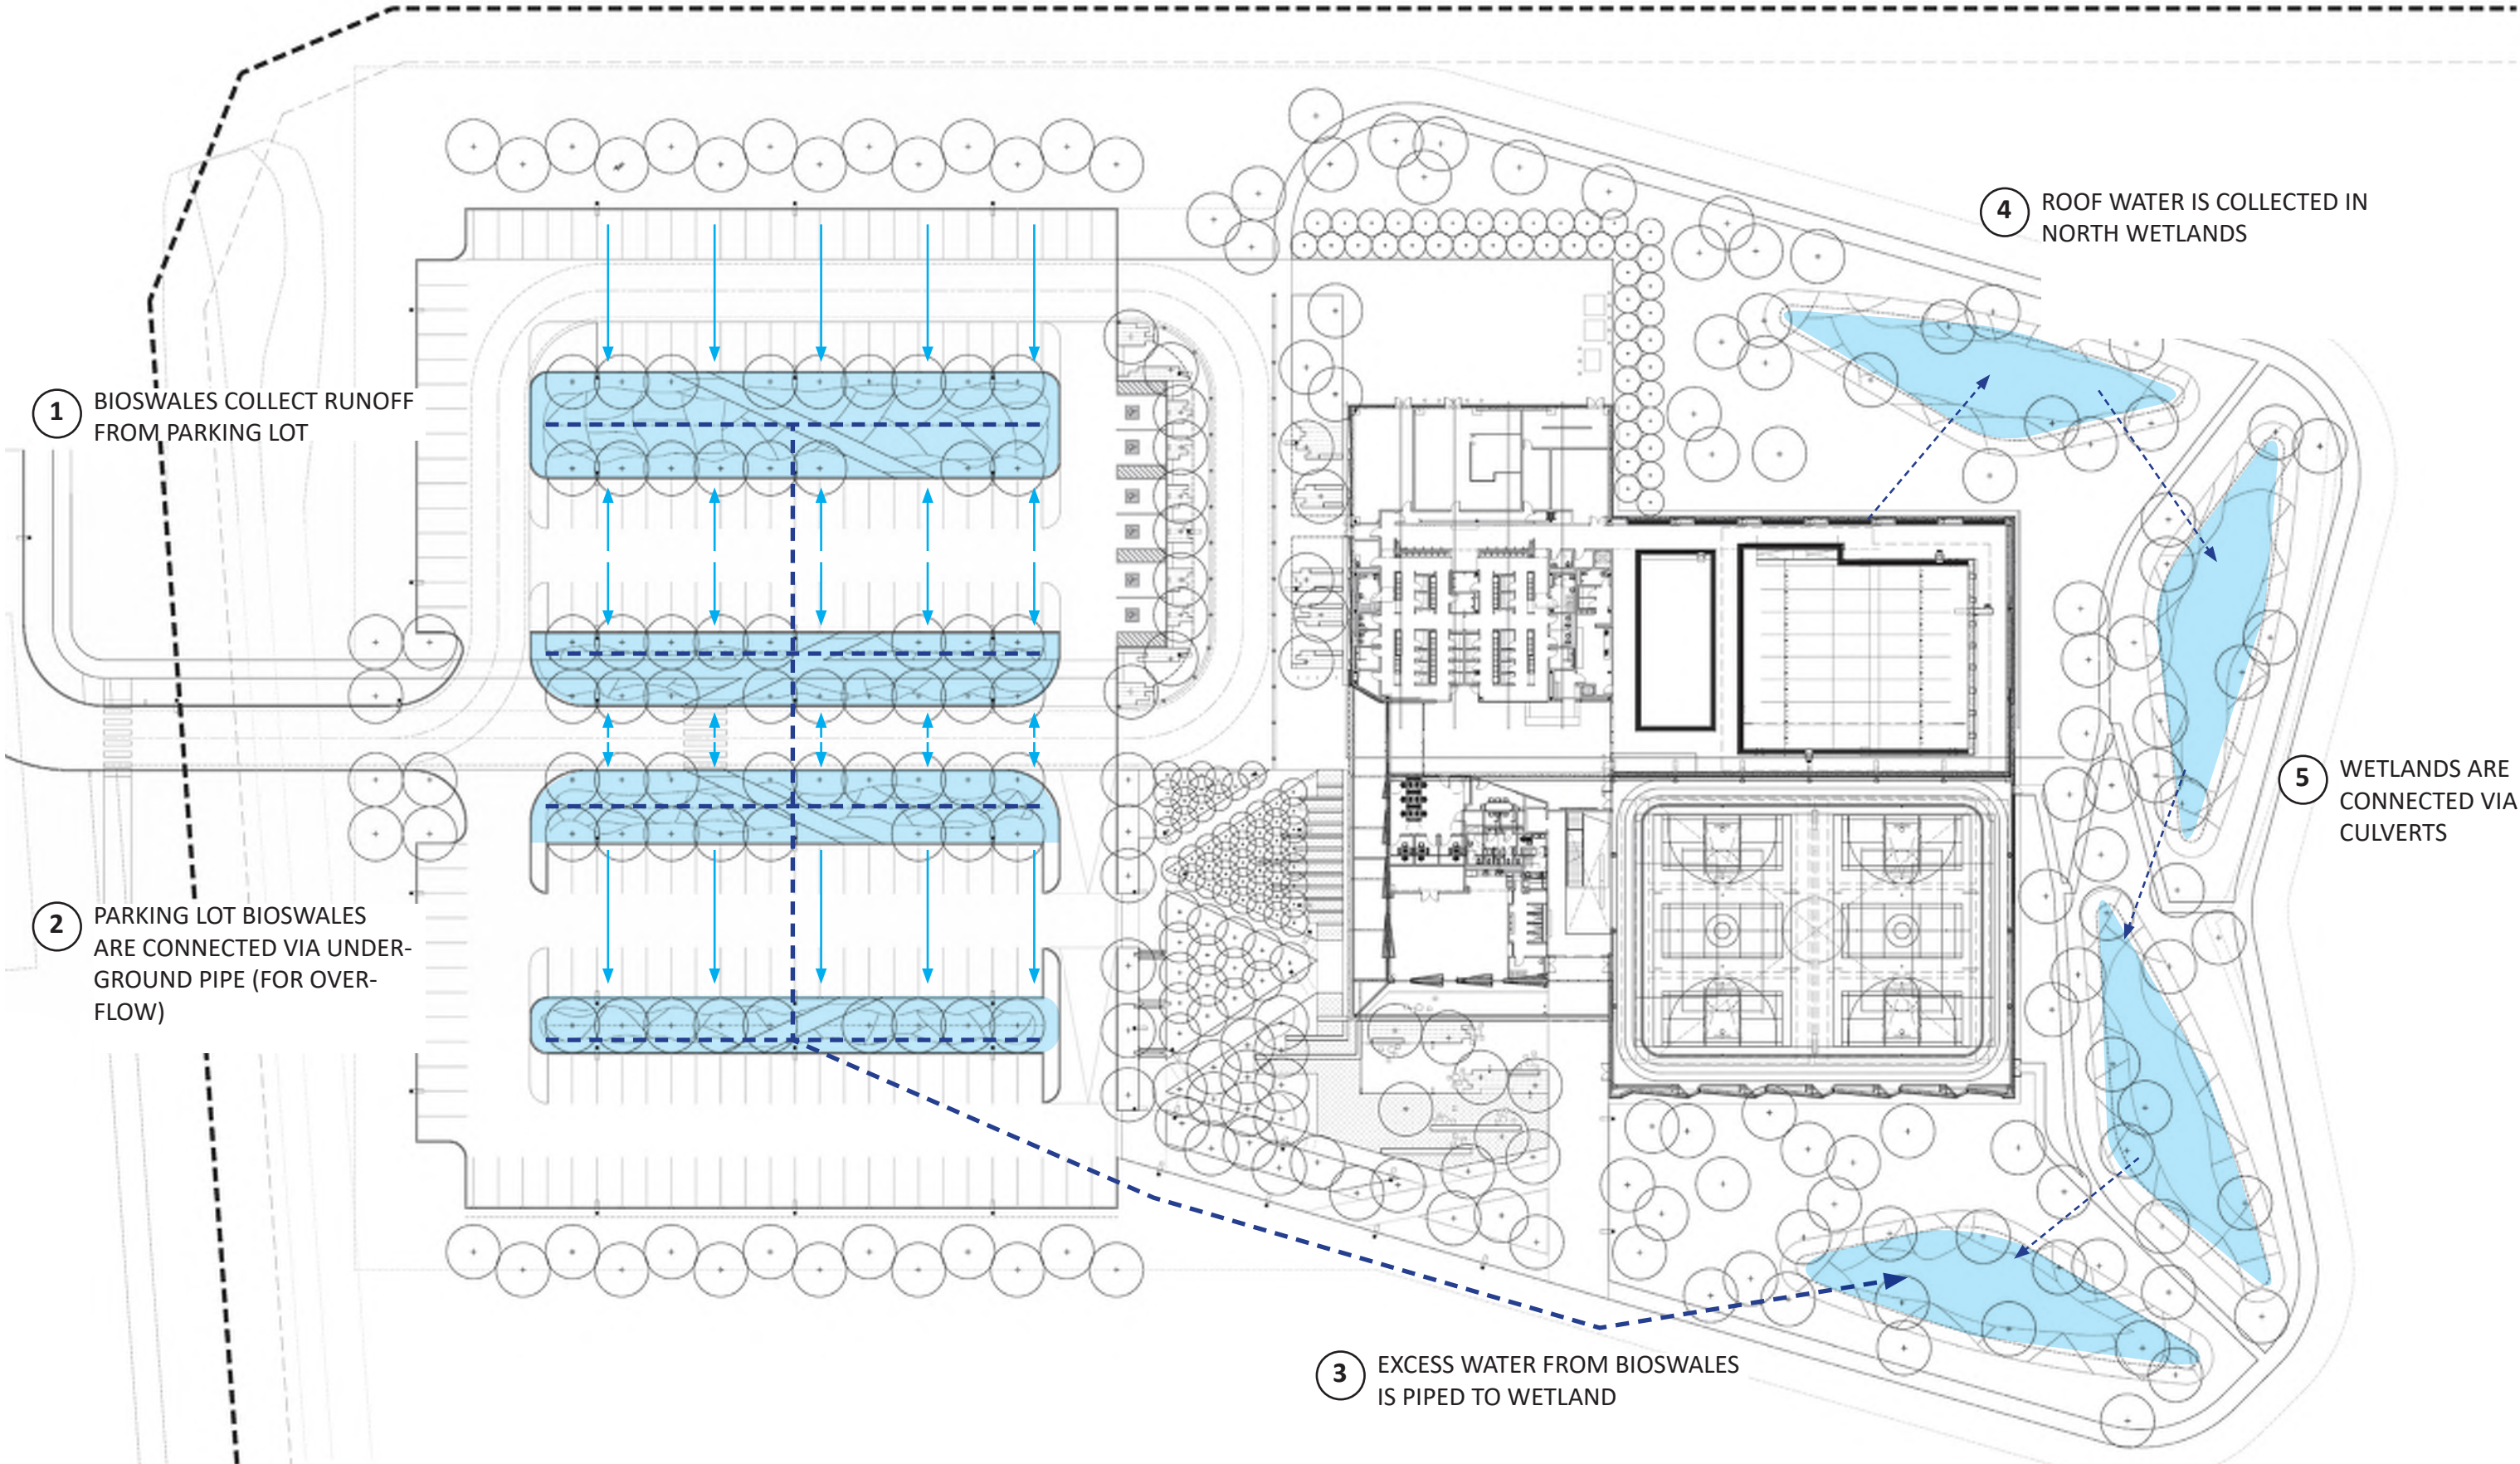 1
BIOSWALES COLLECT RUNOFF
FROM PARKING LOT
2
PARKING LOT BIOSWALES
ARE CONNECTED VIA UNDER-
GROUND PIPE (FOR OVER-
FLOW)
3
EXCESS WATER FROM BIOSWALES
IS PIPED TO WETLAND
4
ROOF WATER IS COLLECTED IN
NORTH WETLANDS
5
WETLANDS ARE
CONNECTED VIA
CULVERTS